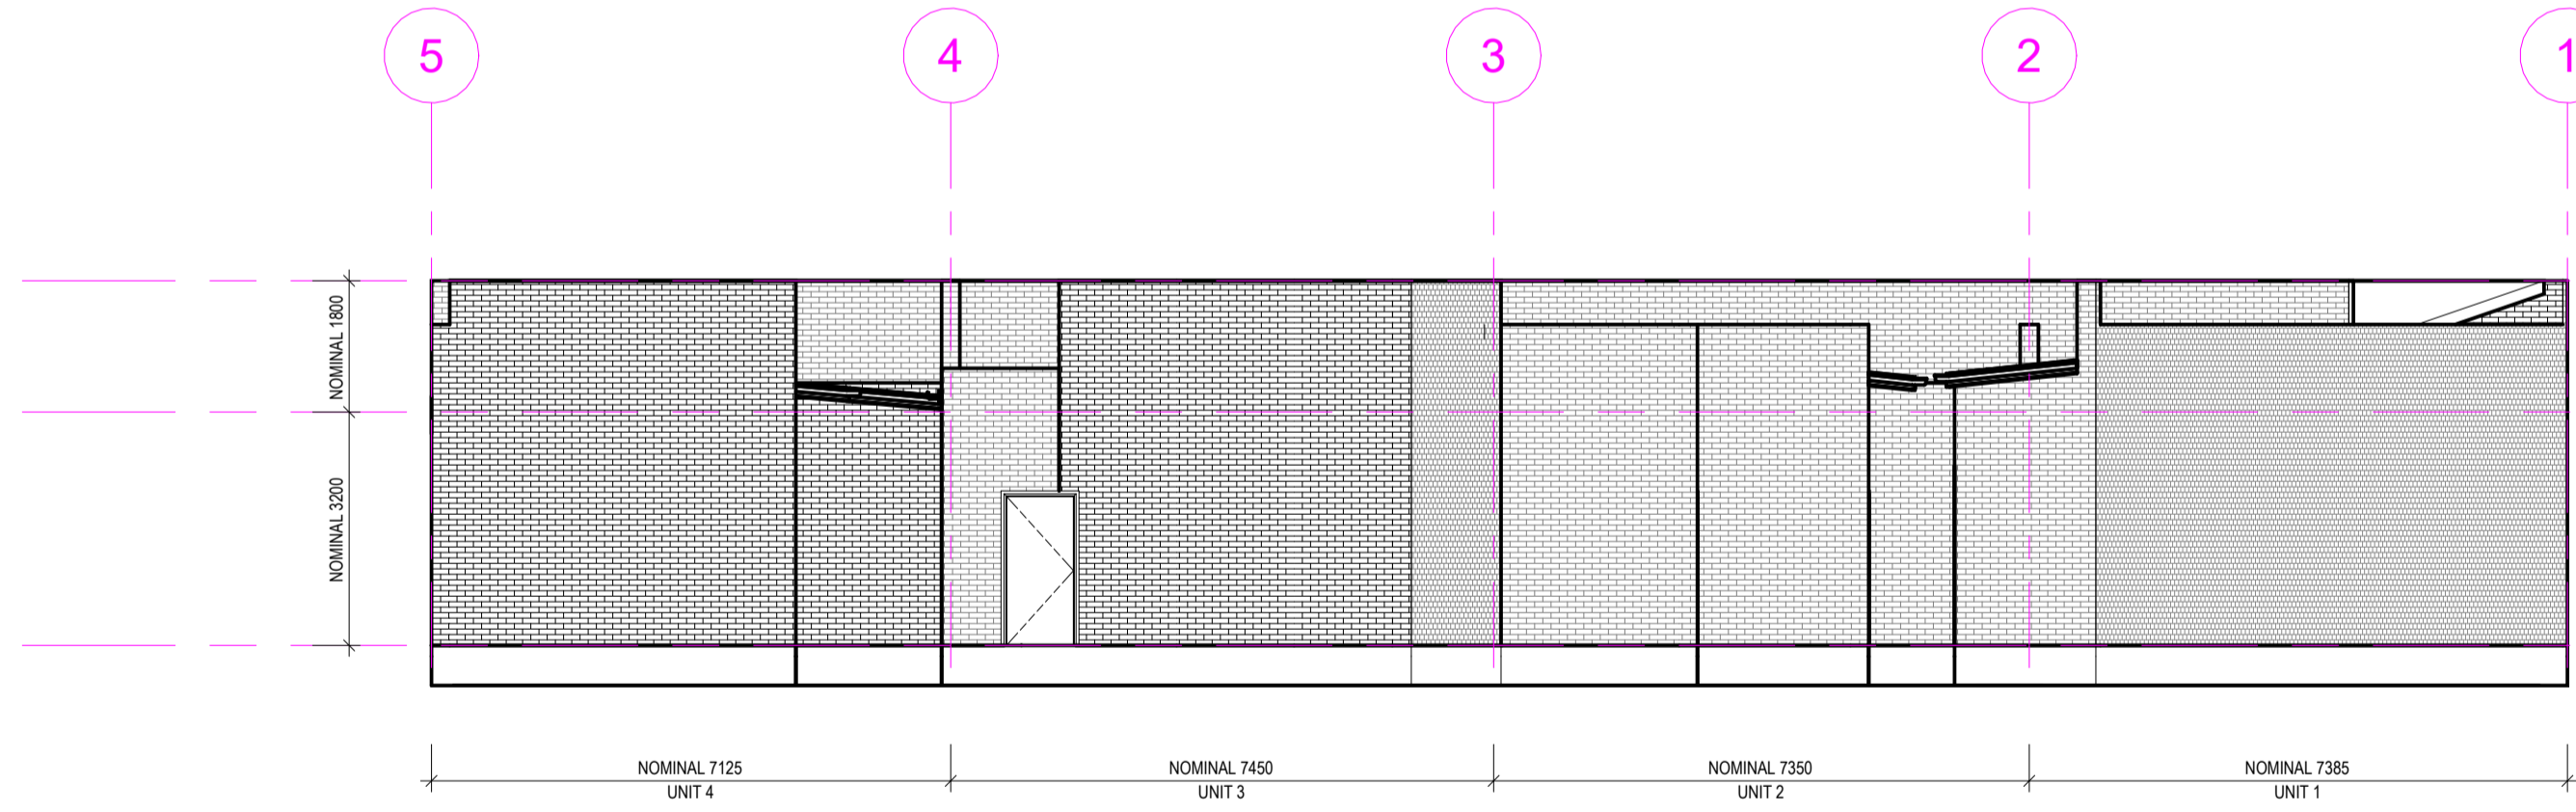 5
4
3
2
1
NOMINAL 1800
NOMINAL 3200
NOMINAL 7125
UNIT 4
NOMINAL 7450
UNIT 3
NOMINAL 7350
UNIT 2
NOMINAL 7385
UNIT 1